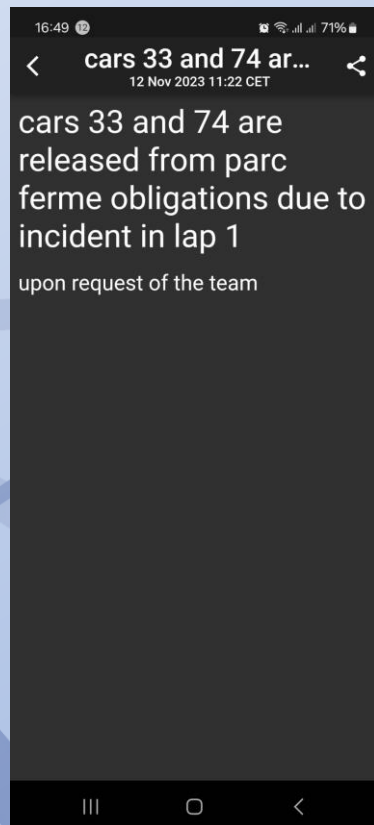 16:49 12 71%
cars 33 and 74 ar...
12 Nov 2023 11:22 CET
cars 33 and 74 are
released from parc
ferme obligations due to
incident in lap 1
upon request of the team